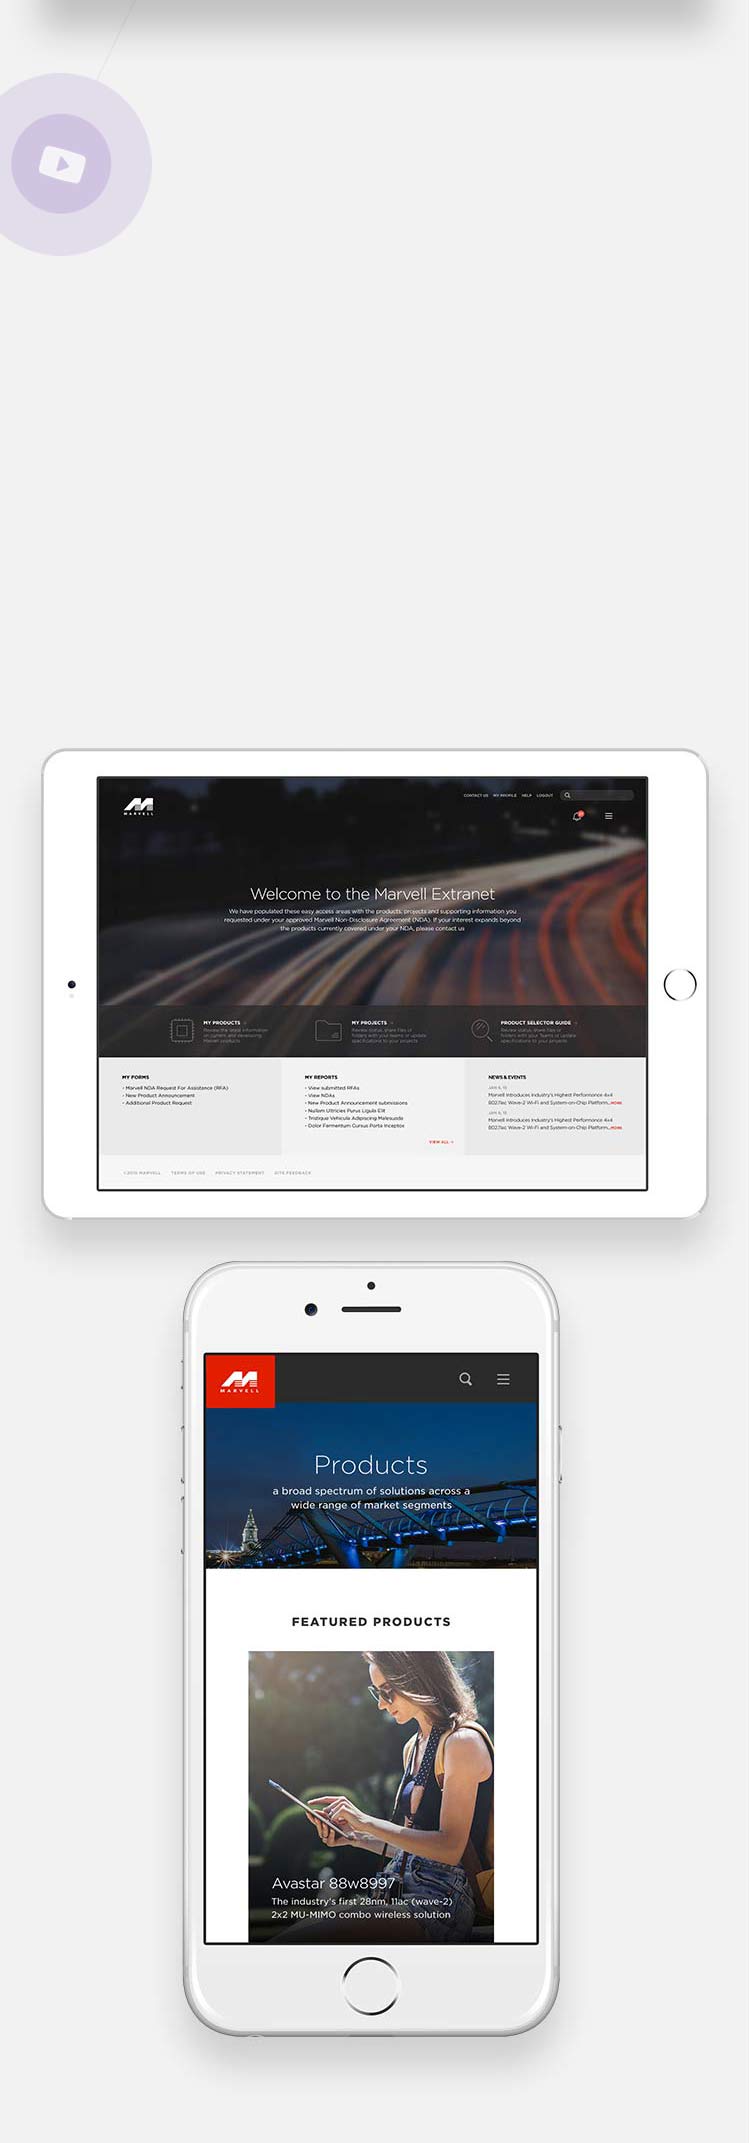 MARVELL
CONTACT US MY PROFILE HELP LOGOUT
Welcome to the Marvell Extranet
We have populated these easy access areas with the products, projects and supporting information you
requested under your approved Marvell Non-Disclosure Agreement (NDA). If your interest expands beyond
the products currently covered under your NDA, please contact us
MY PRODUCTS
Review the latest information
on current and developing
Marvell products
MY PROJECTS
Review status, share files or
folders with your teams or update
specifications to your projects
PRODUCT SELECTOR GUIDE
Review status, share files or
folders with your Teams or update
specifications to your projects
MY FORMS
- Marvell NDA Request For Assistance (RFA)
- New Product Announcement
- Additional Product Request
MY REPORTS
- View submitted RFAs
- View NDAs
- New Product Announcement submissions
- Nullam Ultricies Purus Ligula Elit
- Tristique Vehicula Adipiscing Malesuada
- Dolor Fermentum Cursus Porta Inceptos
VIEW ALL
NEWS & EVENTS
JAN 6, 15
Marvell Introduces Industry's Highest Performance 4x4
802.11ac Wave-2 Wi-Fi and System-on-Chip Platform...MORE
JAN 6, 15
Marvell Introduces Industry's Highest Performance 4x4
802.11ac Wave-2 Wi-Fi and System-on-Chip Platform...MORE
©2015 MARVELL TERMS OF USE PRIVACY STATEMENT SITE FEEDBACK
MARVELL
Products
a broad spectrum of solutions across a
wide range of market segments
FEATURED PRODUCTS
Avastar 88w8997
The industry's first 28nm, 11ac (wave-2)
2x2 MU-MIMO combo wireless solution